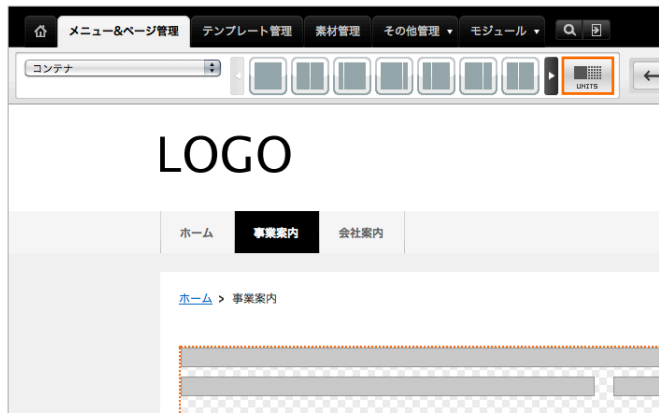 メニュー&ページ管理 テンプレート管理 素材管理 その他管理 ▼ モジュール ▼
コンテナ
UNITS
LOGO
ホーム 事業案内 会社案内
ホーム > 事業案内